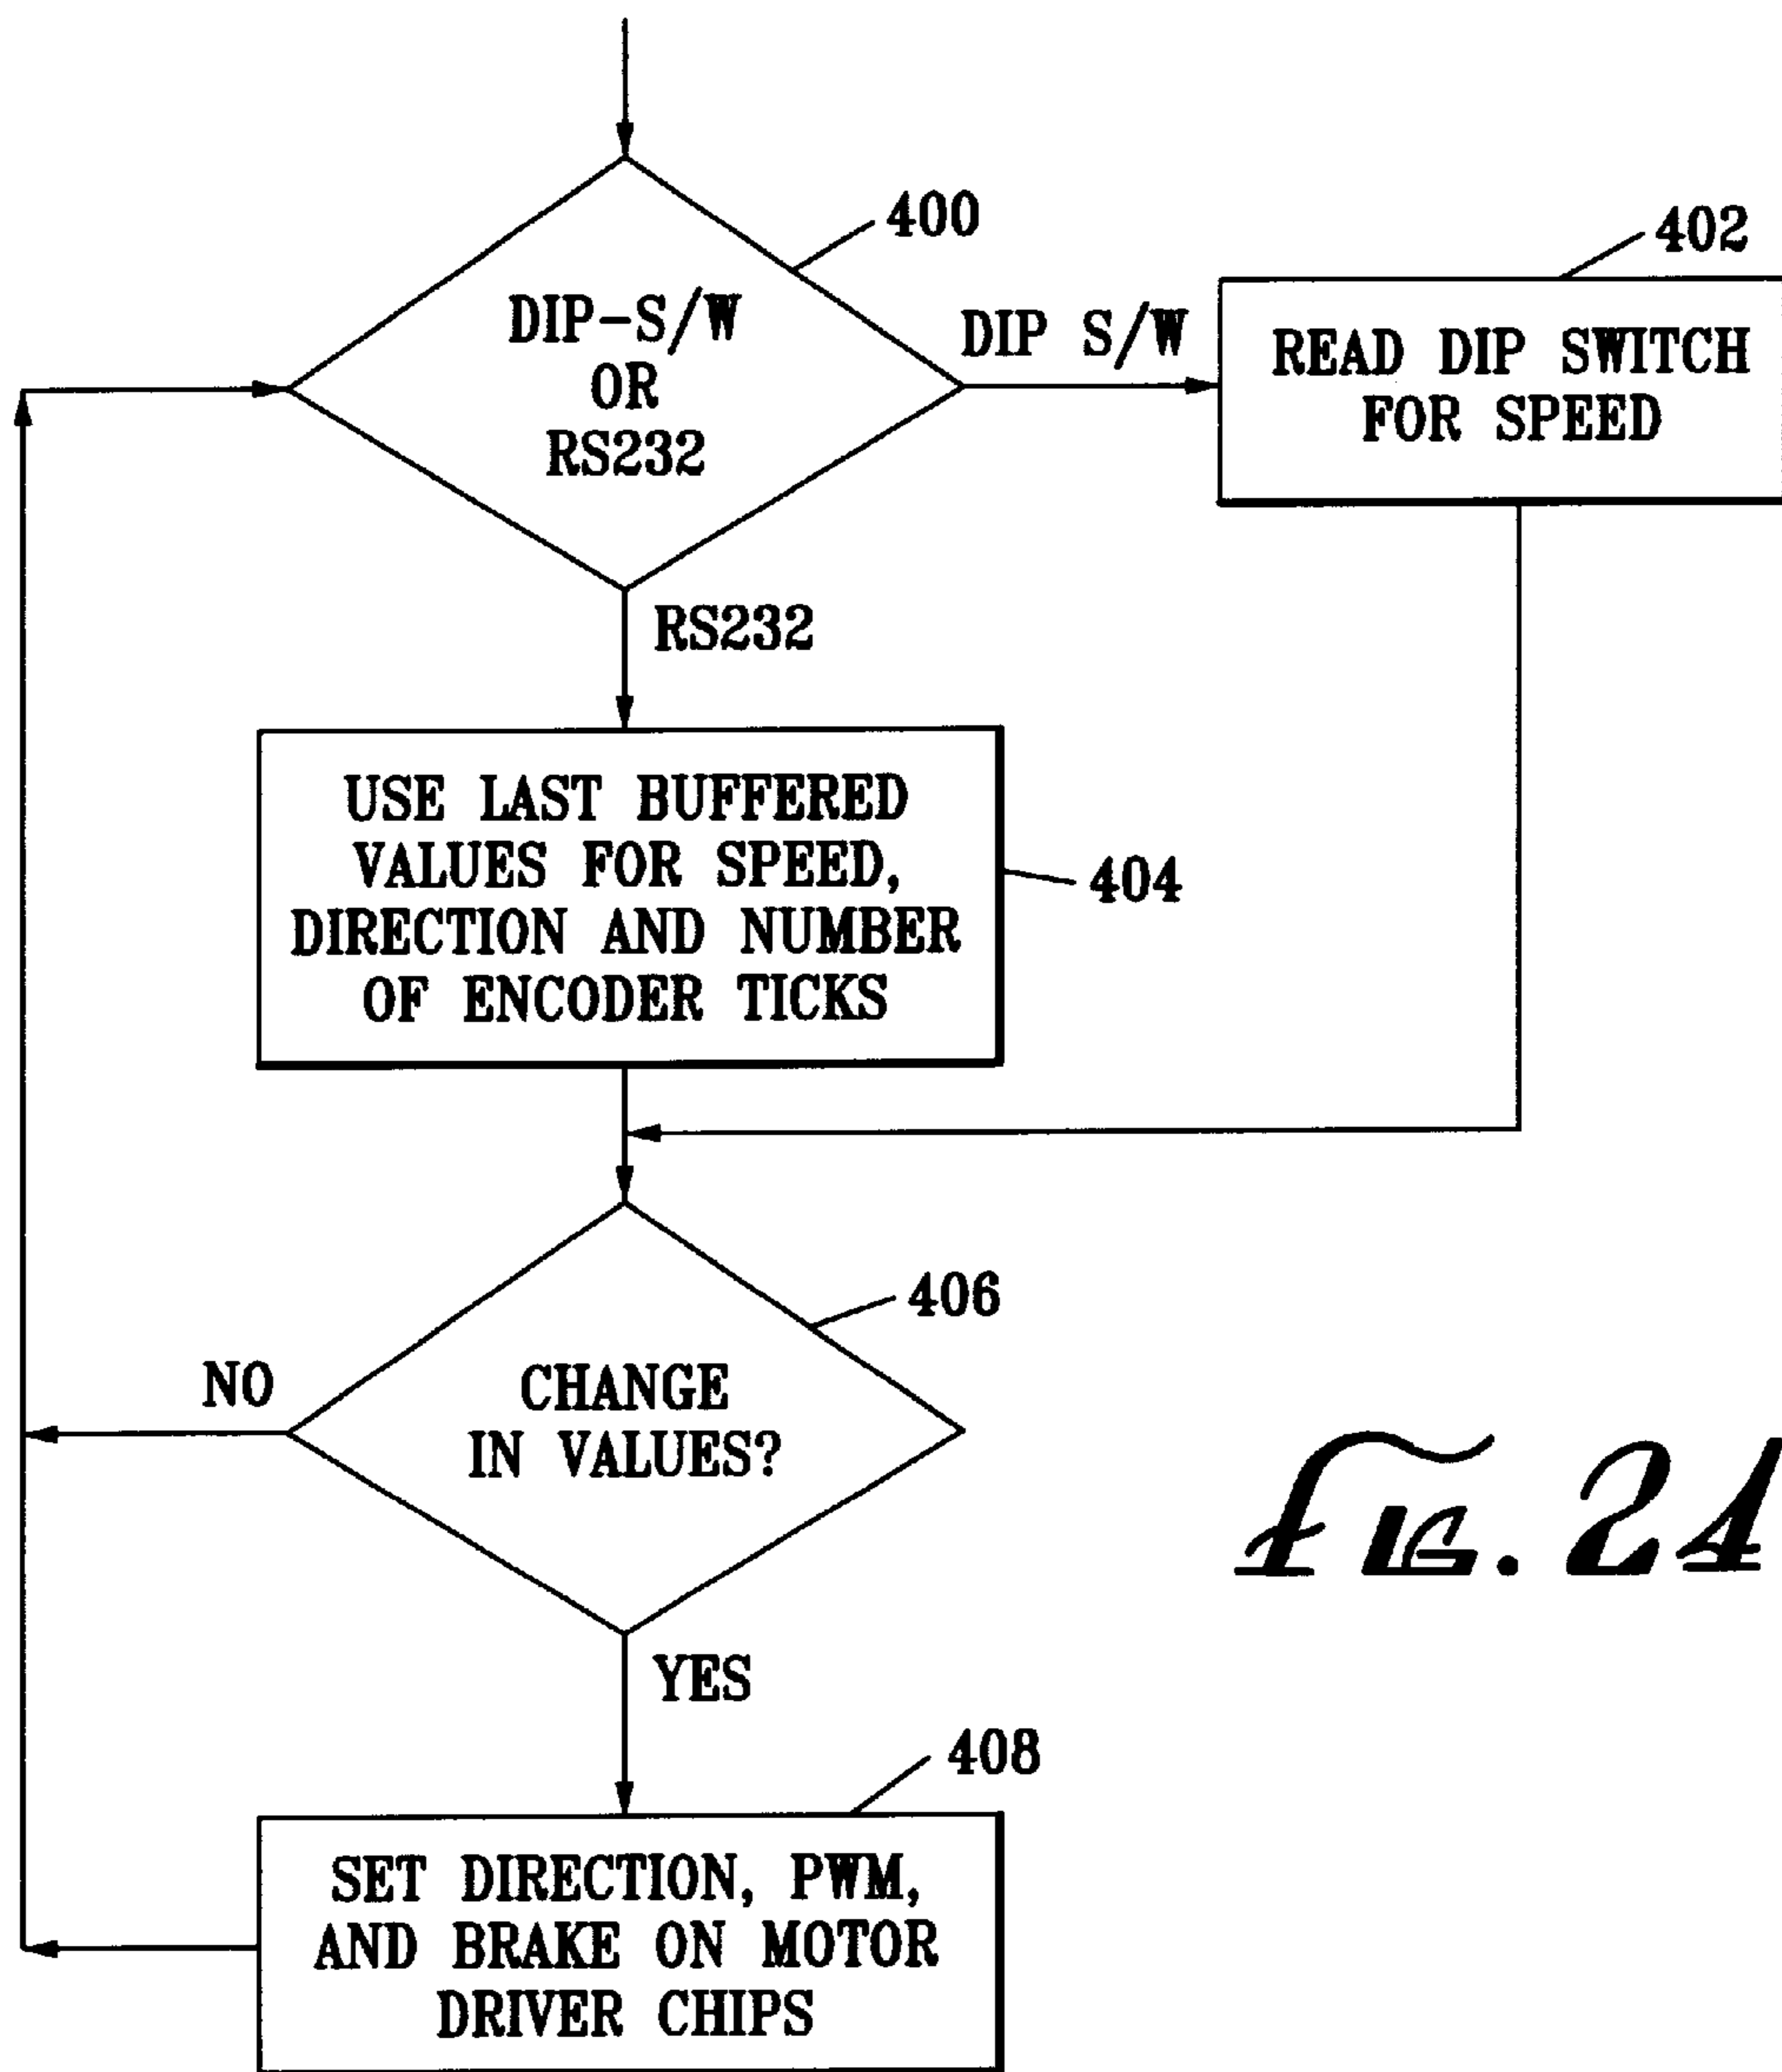 400
DIP-S/W
OR
RS232
DIP S/W
402
READ DIP SWITCH
FOR SPEED
RS232
USE LAST BUFFERED
VALUES FOR SPEED,
DIRECTION AND NUMBER
OF ENCODER TICKS
404
406
CHANGE
IN VALUES?
NO
YES
408
SET DIRECTION, PWM,
AND BRAKE ON MOTOR
DRIVER CHIPS
FIG. 21